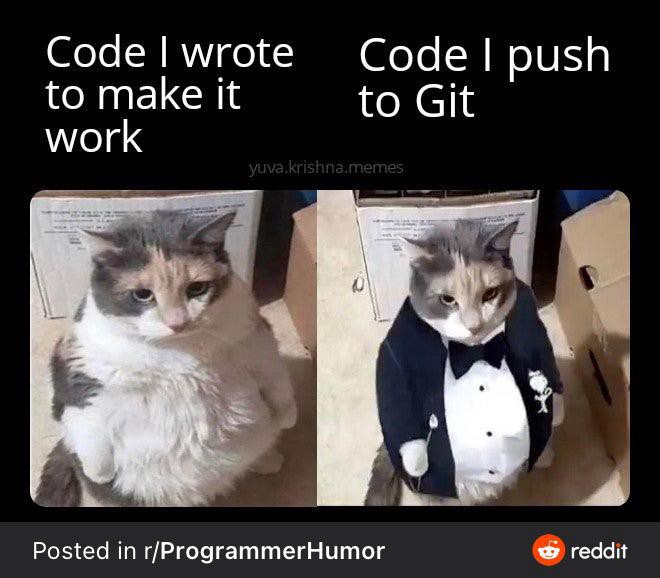 Code I wrote
to make it
work
Code I push
to Git
yuva.krishna.memes
Posted in r/ProgrammerHumor
reddit